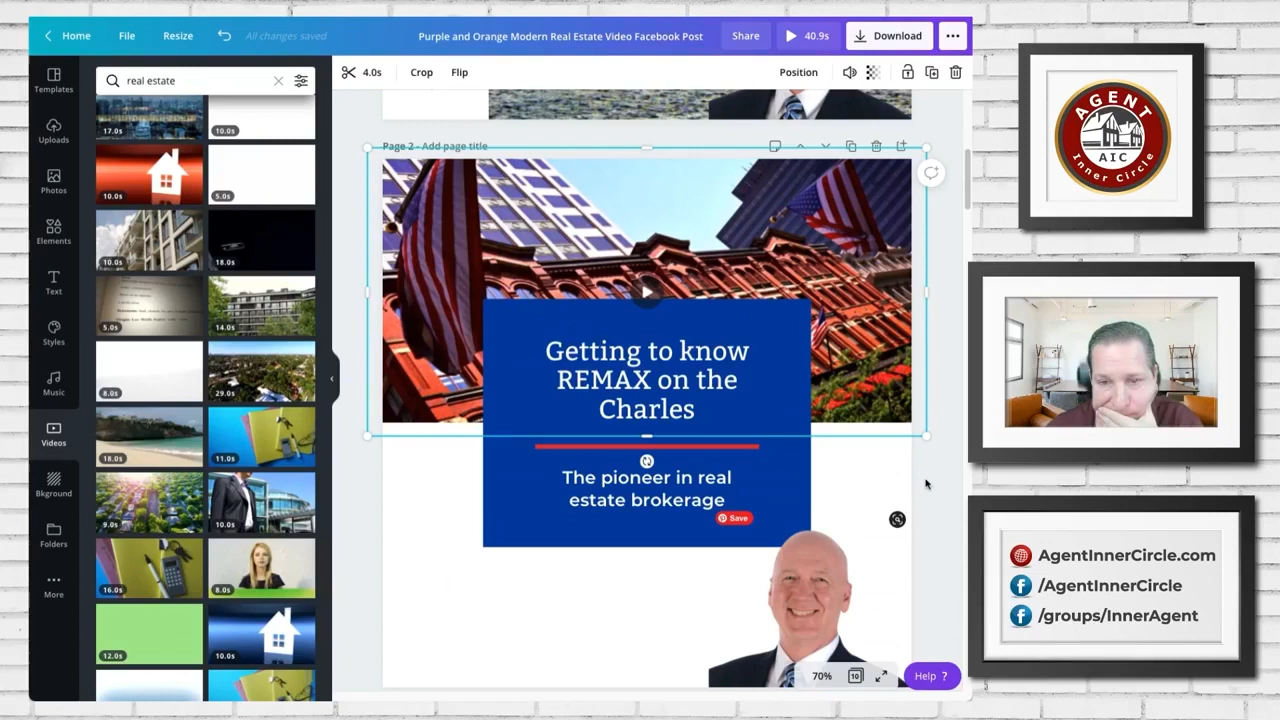 Home File Resize All changes saved Purple and Orange Modern Real Estate Video Facebook Post Share 40.9s Download
real estate
4.0s Crop Flip Position
Templates
Uploads
Photos
Elements
Text
Styles
Music
Videos
Bkground
Folders
More
17.0s 10.0s
10.0s 5.0s
10.0s 18.0s
5.0s 14.0s
8.0s 29.0s
18.0s 11.0s
9.0s 10.0s
16.0s 8.0s
12.0s 10.0s
Page 2 - Add page title
Getting to know
REMAX on the
Charles
The pioneer in real
estate brokerage
Save
70% 10 Help ?
AGENT
AIC
Inner Circle
AgentInnerCircle.com
/AgentInnerCircle
/groups/InnerAgent